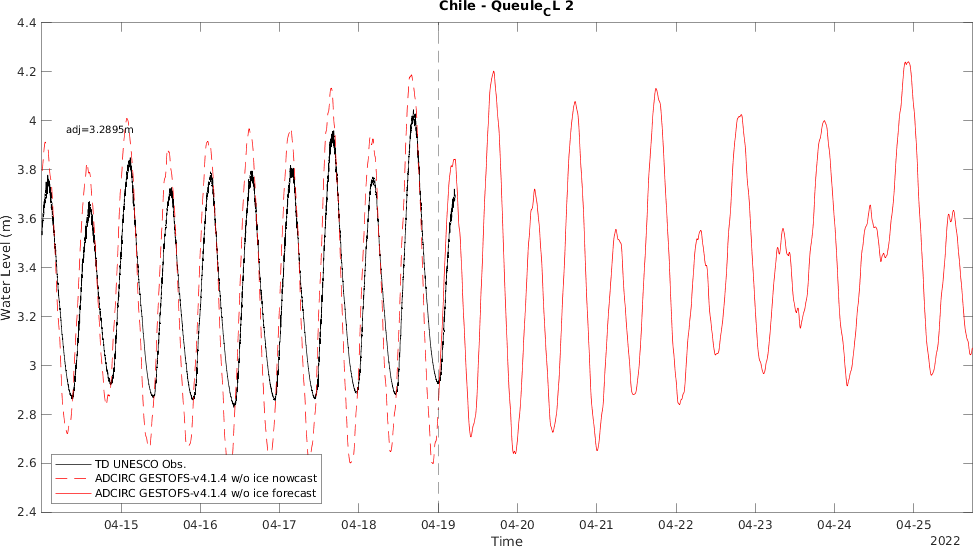 Chile - Queule_CL 2
4.4
4.2
4
3.8
3.6
3.4
3.2
3
2.8
2.6
2.4
Water Level (m)
adj=3.2895m
TD UNESCO Obs.
ADCIRC GESTOFS-v4.1.4 w/o ice nowcast
ADCIRC GESTOFS-v4.1.4 w/o ice forecast
04-15 04-16 04-17 04-18 04-19 04-20 04-21 04-22 04-23 04-24 04-25
Time
2022